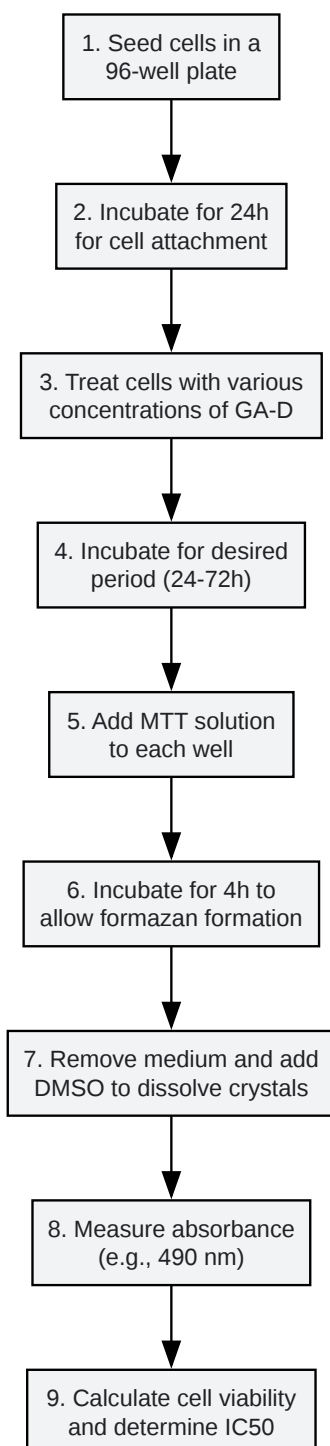 1. Seed cells in a
96-well plate
2. Incubate for 24h
for cell attachment
3. Treat cells with various
concentrations of GA-D
4. Incubate for desired
period (24-72h)
5. Add MTT solution
to each well
6. Incubate for 4h to
allow formazan formation
7. Remove medium and add
DMSO to dissolve crystals
8. Measure absorbance
(e.g., 490 nm)
9. Calculate cell viability
and determine IC50